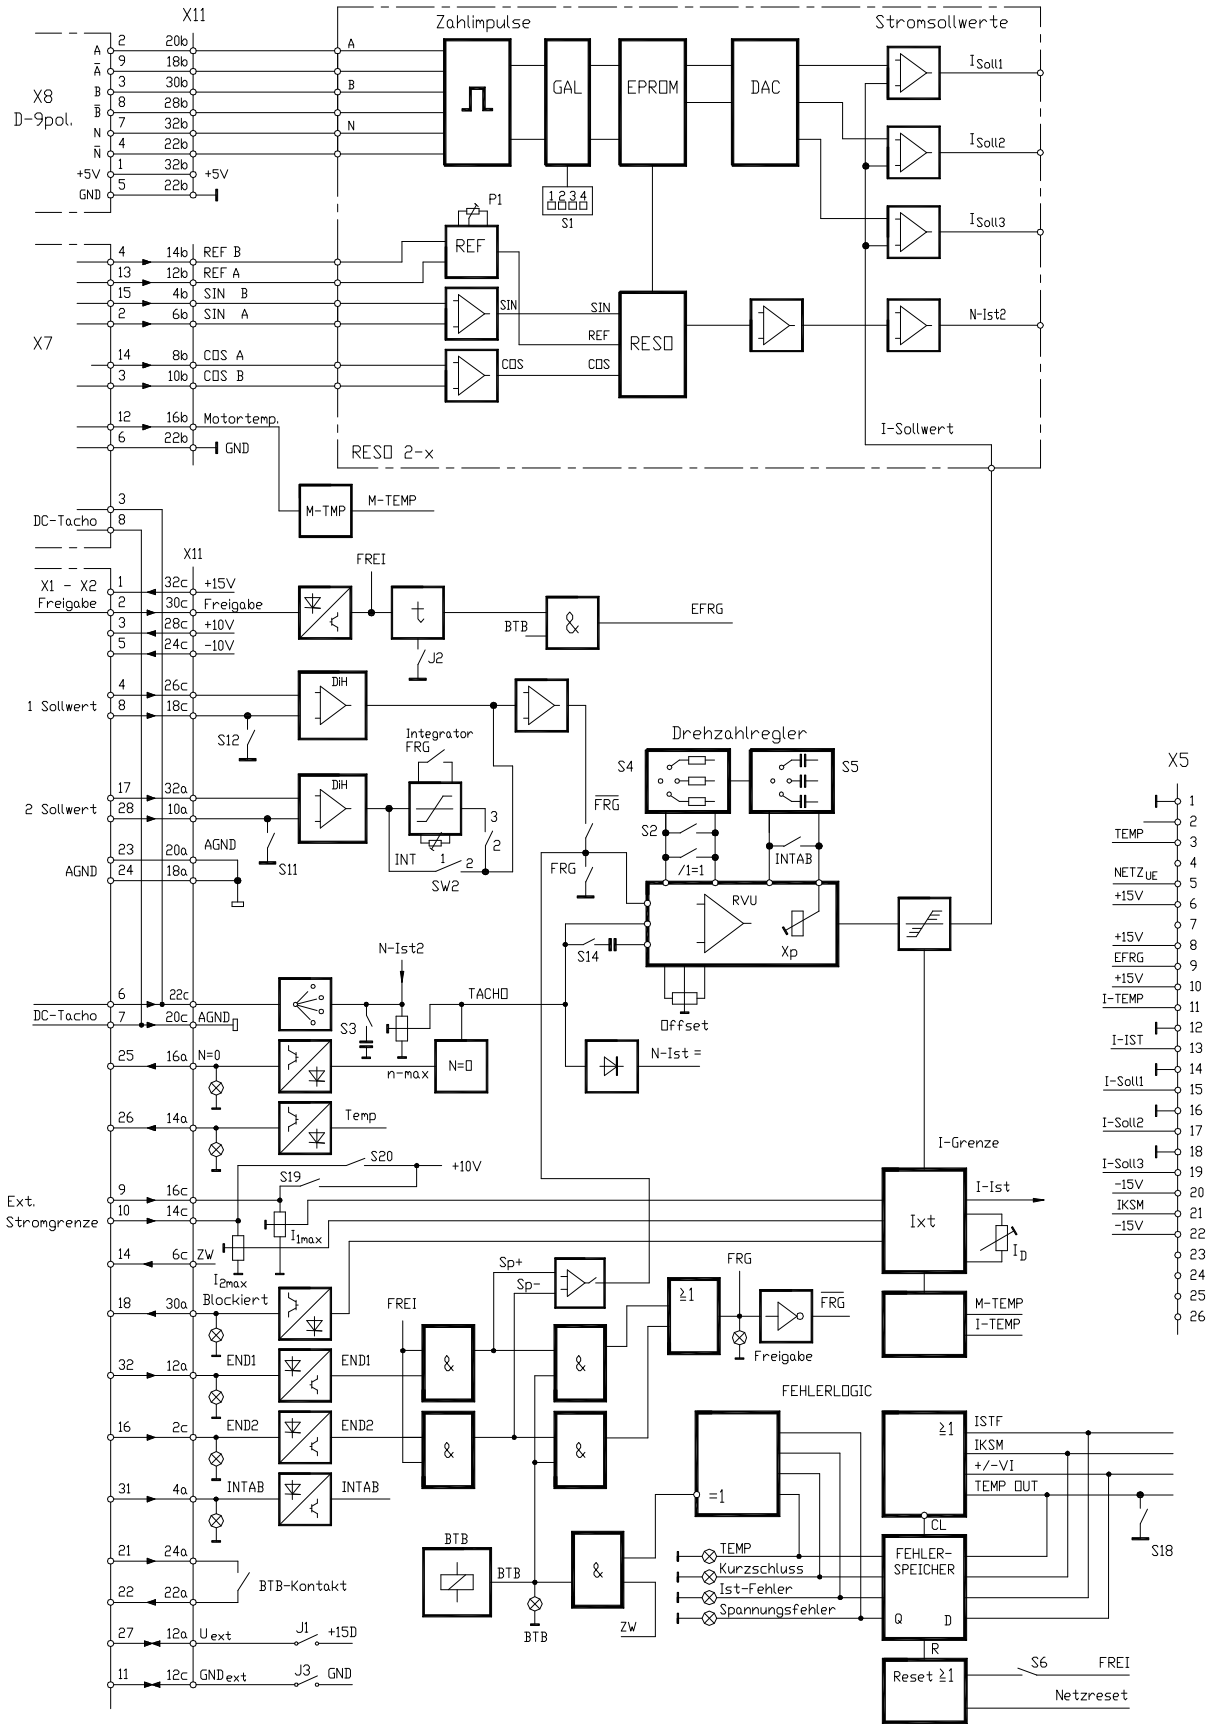 X11
Zahlimpulse
Stromsollwerte
X8
D-9pol.
A 2 20b A
A̅ 9 18b
B 3 30b B
B̅ 8 28b
N 7 32b N
N̅ 4 22b
+5V 1 32b +5V
GND 5 22b
GAL
EPROM
DAC
I Soll1
I Soll2
I Soll3
1 2 3 4
S1
P1
REF
X7
4 14b REF B
13 12b REF A
15 4b SIN B
2 6b SIN A
14 8b COS A
3 10b COS B
12 16b Motortemp.
6 22b GND
SIN SIN
REF
COS COS
RESO
N-Ist2
I-Sollwert
RESO 2-x
M-TMP
M-TEMP
3
DC-Tacho 8
X11
X1 - X2
1 32c +15V
Freigabe 2 30c Freigabe
3 28c +10V
5 24c -10V
FREI
t
J2
BTB
&
EFRG
1 Sollwert
4 26c
8 18c
S12
DiH
Integrator
FRG
2 Sollwert
17 32a
28 10a
S11
DiH
INT
1 2
3
2
SW2
AGND
23 20a AGND
24 18a
Drehzahlregler
S4
S5
S2
/1=1
INTAB
F̅R̅G̅
FRG
RVU
Xp
S14
Offset
N-Ist2
TACHO
DC-Tacho
6 22c
7 20c AGND
S3
n-max
N=0
N-Ist =
25 16a N=0
26 14a
Temp
S20
S19
+10V
Ext.
Stromgrenze
9 16c
10 14c
I1max
14 6c ZW
I2max
I-Grenze
Ixt
I-Ist
ID
M-TEMP
I-TEMP
18 30a Blockiert
Sp+
Sp-
FREI
≥1
FRG
F̅R̅G̅
Freigabe
32 12a END1 END1
&
&
16 2c END2 END2
&
&
31 4a INTAB INTAB
21 24a
22 22a
BTB-Kontakt
27 12a Uext J1 +15D
11 12c GNDext J3 GND
BTB
BTB
BTB
&
ZW
FEHLERLOGIC
=1
≥1
ISTF
IKSM
+/-VI
TEMP OUT
CL
S18
TEMP
Kurzschluss
Ist-Fehler
Spannungsfehler
FEHLER-
SPEICHER
Q D
R
Reset ≥1
S6
FREI
Netzreset
X5
1
2
TEMP 3
4
NETZUE 5
+15V 6
7
+15V 8
EFRG 9
+15V 10
I-TEMP 11
12
I-IST 13
14
I-Soll1 15
16
I-Soll2 17
18
I-Soll3 19
-15V 20
IKSM 21
-15V 22
23
24
25
26